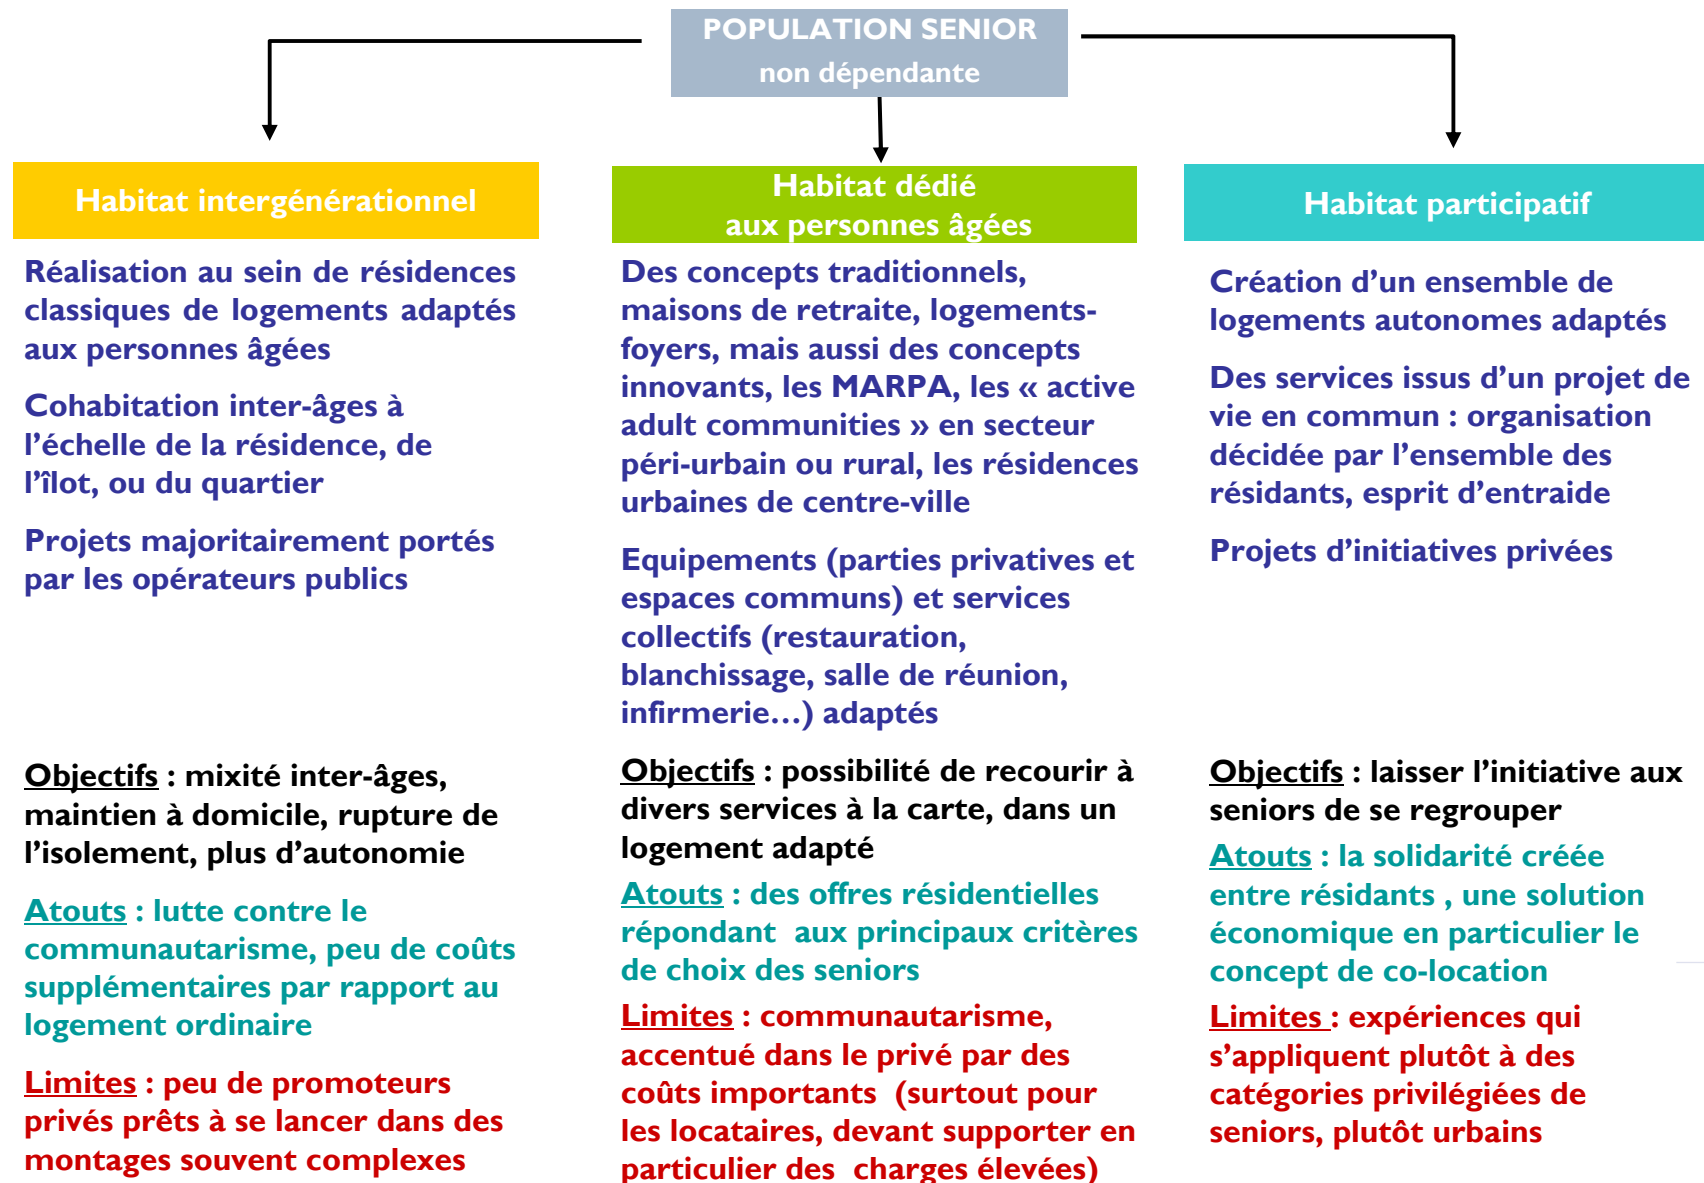 POPULATION SENIOR
non dépendante
Habitat intergénérationnel
Réalisation au sein de résidences
classiques de logements adaptés
aux personnes âgées
Cohabitation inter-âges à
l’échelle de la résidence, de
l’îlot, ou du quartier
Projets majoritairement portés
par les opérateurs publics
Objectifs : mixité inter-âges,
maintien à domicile, rupture de
l’isolement, plus d’autonomie
Atouts : lutte contre le
communautarisme, peu de coûts
supplémentaires par rapport au
logement ordinaire
Limites : peu de promoteurs
privés prêts à se lancer dans des
montages souvent complexes
Habitat dédié
aux personnes âgées
Des concepts traditionnels,
maisons de retraite, logements-
foyers, mais aussi des concepts
innovants, les MARPA, les « active
adult communities » en secteur
péri-urbain ou rural, les résidences
urbaines de centre-ville
Equipements (parties privatives et
espaces communs) et services
collectifs (restauration,
blanchissage, salle de réunion,
infirmerie…) adaptés
Objectifs : possibilité de recourir à
divers services à la carte, dans un
logement adapté
Atouts : des offres résidentielles
répondant aux principaux critères
de choix des seniors
Limites : communautarisme,
accentué dans le privé par des
coûts importants (surtout pour
les locataires, devant supporter en
particulier des charges élevées)
Habitat participatif
Création d’un ensemble de
logements autonomes adaptés
Des services issus d’un projet de
vie en commun : organisation
décidée par l’ensemble des
résidants, esprit d’entraide
Projets d’initiatives privées
Objectifs : laisser l’initiative aux
seniors de se regrouper
Atouts : la solidarité créée
entre résidants , une solution
économique en particulier le
concept de co-location
Limites : expériences qui
s’appliquent plutôt à des
catégories privilégiées de
seniors, plutôt urbains